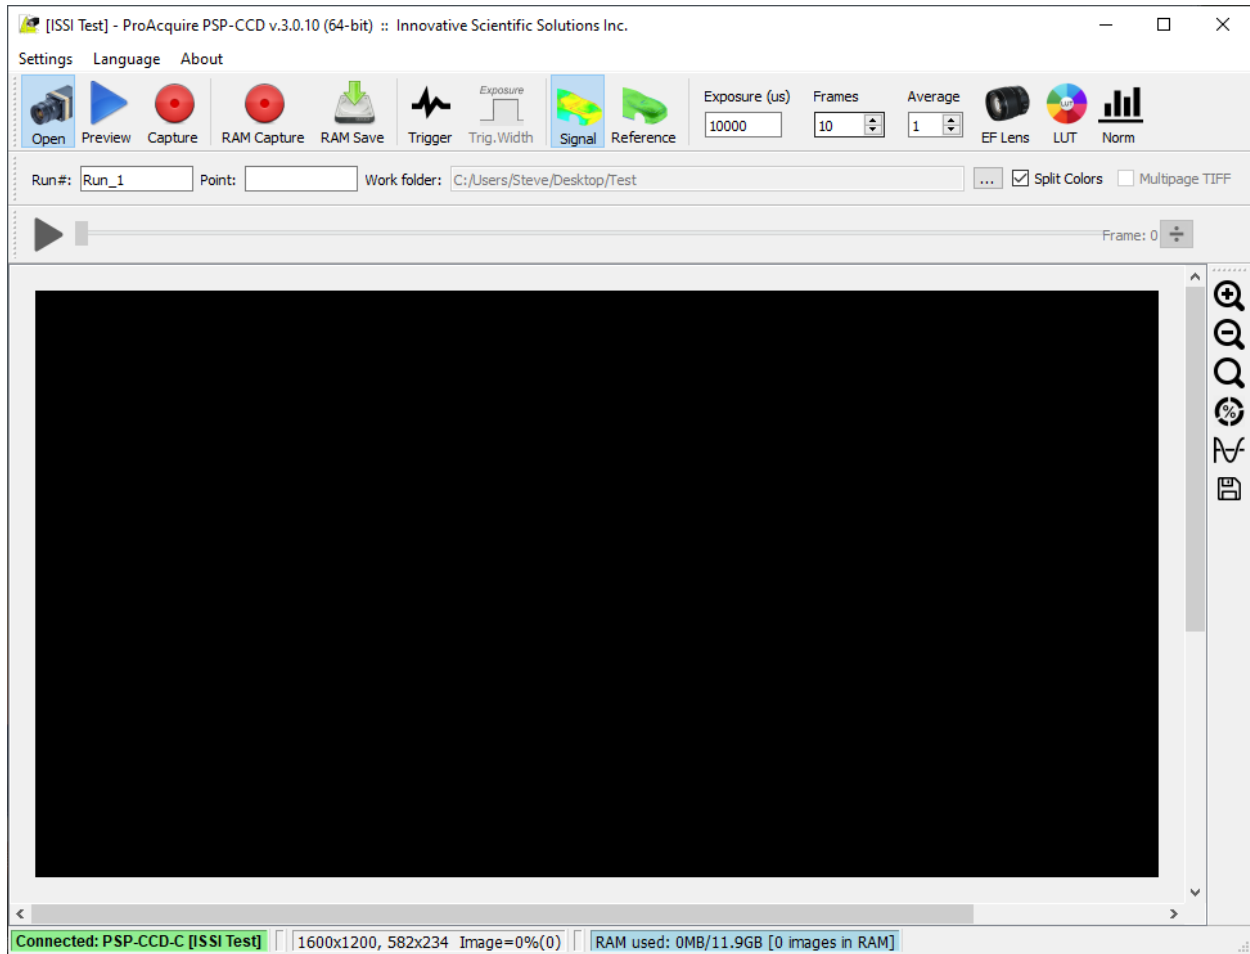 [ISSI Test] - ProAcquire PSP-CCD v.3.0.10 (64-bit) :: Innovative Scientific Solutions Inc.
Settings Language About
Exposure Exposure (us) Frames Average
10000 10 1
LUT
Open Preview Capture RAM Capture RAM Save Trigger Trig.Width Signal Reference EF Lens LUT Norm
Run#: Run_1 Point: Work folder: C:/Users/Steve/Desktop/Test ... Split Colors Multipage TIFF
Frame: 0
%
Connected: PSP-CCD-C [ISSI Test] 1600x1200, 582x234 Image=0%(0) RAM used: 0MB/11.9GB [0 images in RAM]